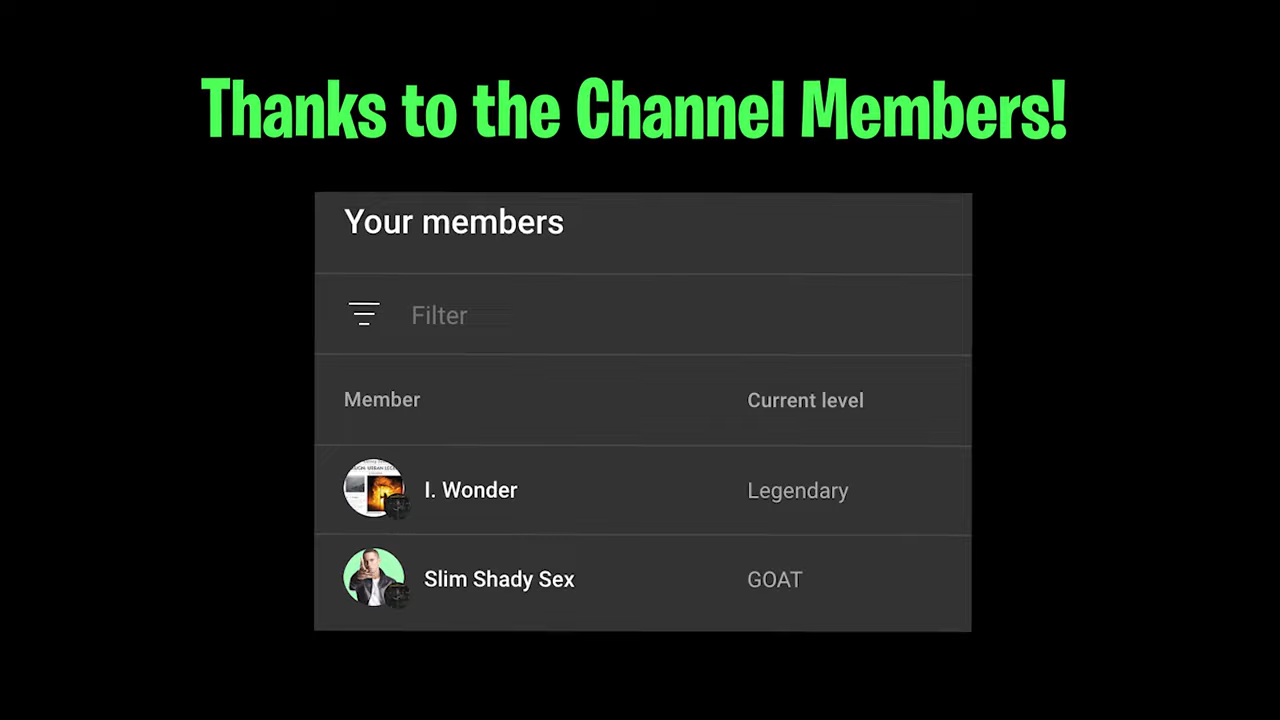 Thanks to the Channel Members!
Your members
Filter
Member Current level
I. Wonder Legendary
Slim Shady Sex GOAT